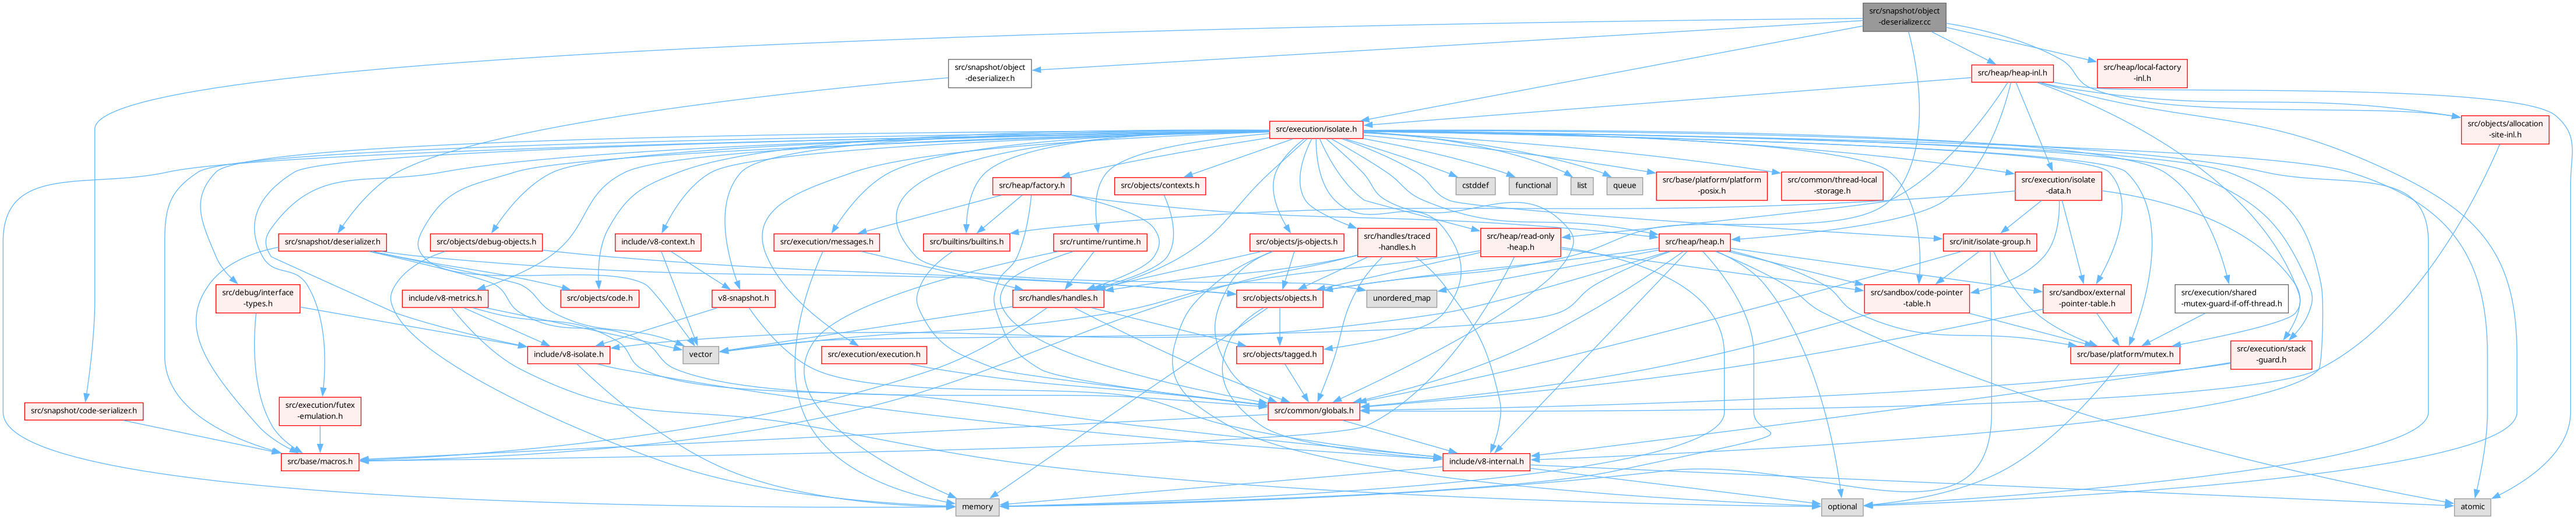 src/snapshot/object
-deserializer.cc
src/snapshot/object
-deserializer.h
src/heap/heap-inl.h
src/heap/local-factory
-inl.h
src/execution/isolate.h
src/objects/allocation
-site-inl.h
src/heap/factory.h
src/objects/contexts.h
cstddef
functional
list
queue
src/base/platform/platform
-posix.h
src/common/thread-local
-storage.h
src/execution/isolate
-data.h
src/snapshot/deserializer.h
src/objects/debug-objects.h
include/v8-context.h
src/execution/messages.h
src/builtins/builtins.h
src/runtime/runtime.h
src/objects/js-objects.h
src/handles/traced
-handles.h
src/heap/read-only
-heap.h
src/heap/heap.h
src/init/isolate-group.h
src/debug/interface
-types.h
include/v8-metrics.h
src/objects/code.h
v8-snapshot.h
src/handles/handles.h
src/objects/objects.h
unordered_map
src/sandbox/code-pointer
-table.h
src/sandbox/external
-pointer-table.h
src/execution/shared
-mutex-guard-if-off-thread.h
include/v8-isolate.h
vector
src/execution/execution.h
src/objects/tagged.h
src/base/platform/mutex.h
src/execution/stack
-guard.h
src/snapshot/code-serializer.h
src/execution/futex
-emulation.h
src/common/globals.h
src/base/macros.h
include/v8-internal.h
memory
optional
atomic